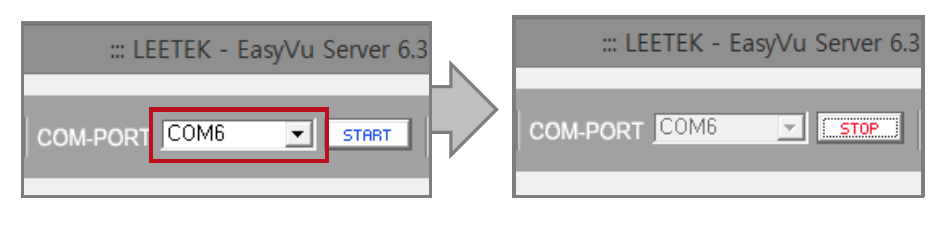 ::: LEETEK - EasyVu Server 6.3
COM-PORT COM6 START
::: LEETEK - EasyVu Server 6.3
COM-PORT COM6 STOP